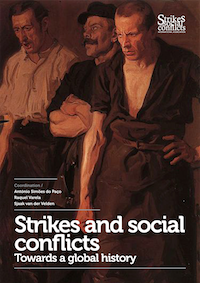 Strikes
Social
conflicts
Coordination /
António Simões do Paço
Raquel Varela
Sjaak van der Velden
Strikes and social
conflicts
Towards a global history